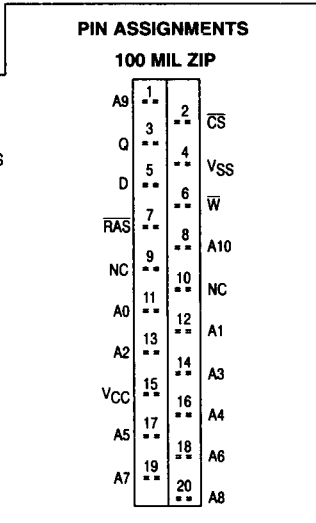 PIN ASSIGNMENTS
100 MIL ZIP
A9 1
2 C̅S̅
Q 3
4 VSS
D 5
6 W̅
R̅A̅S̅ 7
8 A10
NC 9
10 NC
A0 11
12 A1
A2 13
14 A3
VCC 15
16 A4
A5 17
18 A6
A7 19
20 A8